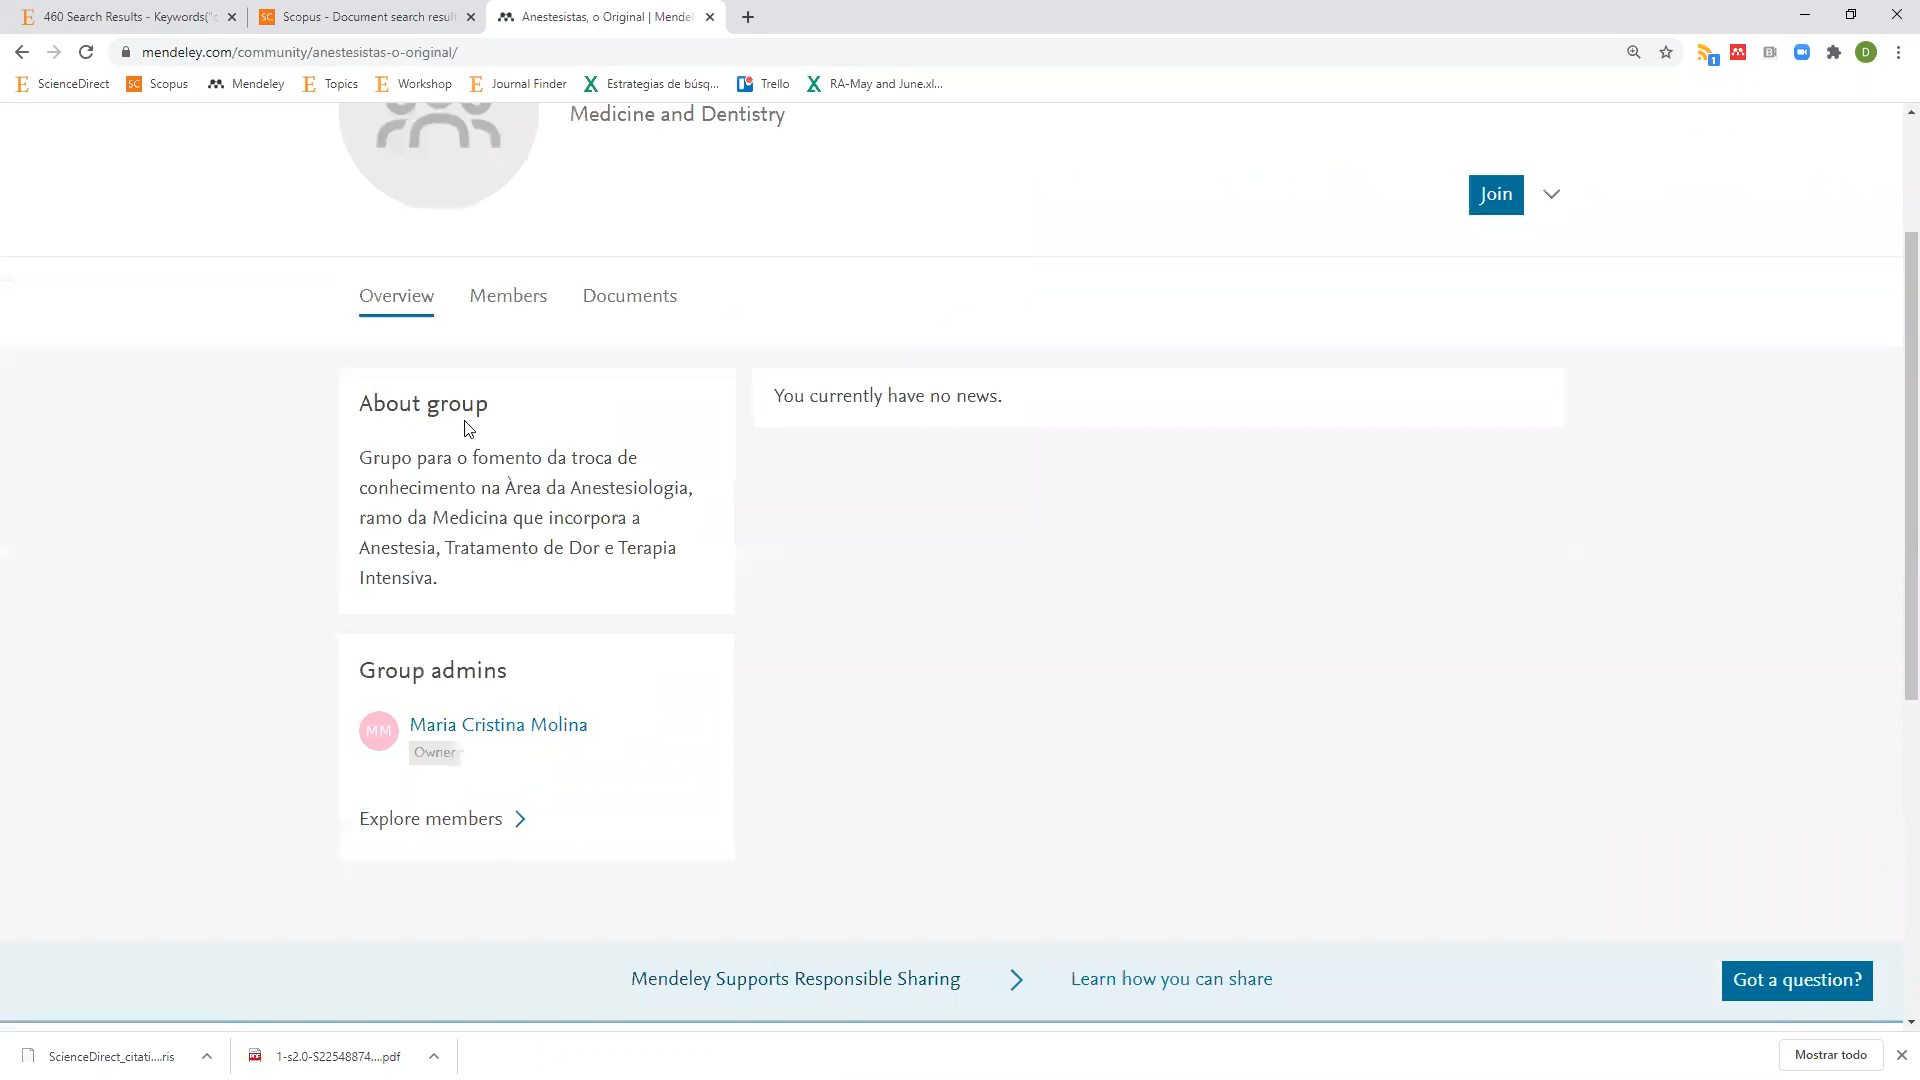 460 Search Results - Keywords("c
Scopus - Document search result
Anestesistas, o Original | Mendel
mendeley.com/community/anestesistas-o-original/
1
D
ScienceDirect
SC Scopus
Mendeley
Topics
Workshop
Journal Finder
Estrategias de búsq...
Trello
RA-May and June.xl...
Medicine and Dentistry
Join
Overview
Members
Documents
About group
Grupo para o fomento da troca de
conhecimento na Àrea da Anestesiologia,
ramo da Medicina que incorpora a
Anestesia, Tratamento de Dor e Terapia
Intensiva.
You currently have no news.
Group admins
MM
Maria Cristina Molina
Owner
Explore members
Mendeley Supports Responsible Sharing
Learn how you can share
Got a question?
ScienceDirect_citati....ris
1-s2.0-S22548874....pdf
Mostrar todo